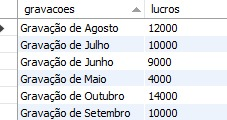 gravacoes lucros
Gravação de Agosto 12000
Gravação de Julho 10000
Gravação de Junho 9000
Gravação de Maio 4000
Gravação de Outubro 14000
Gravação de Setembro 10000